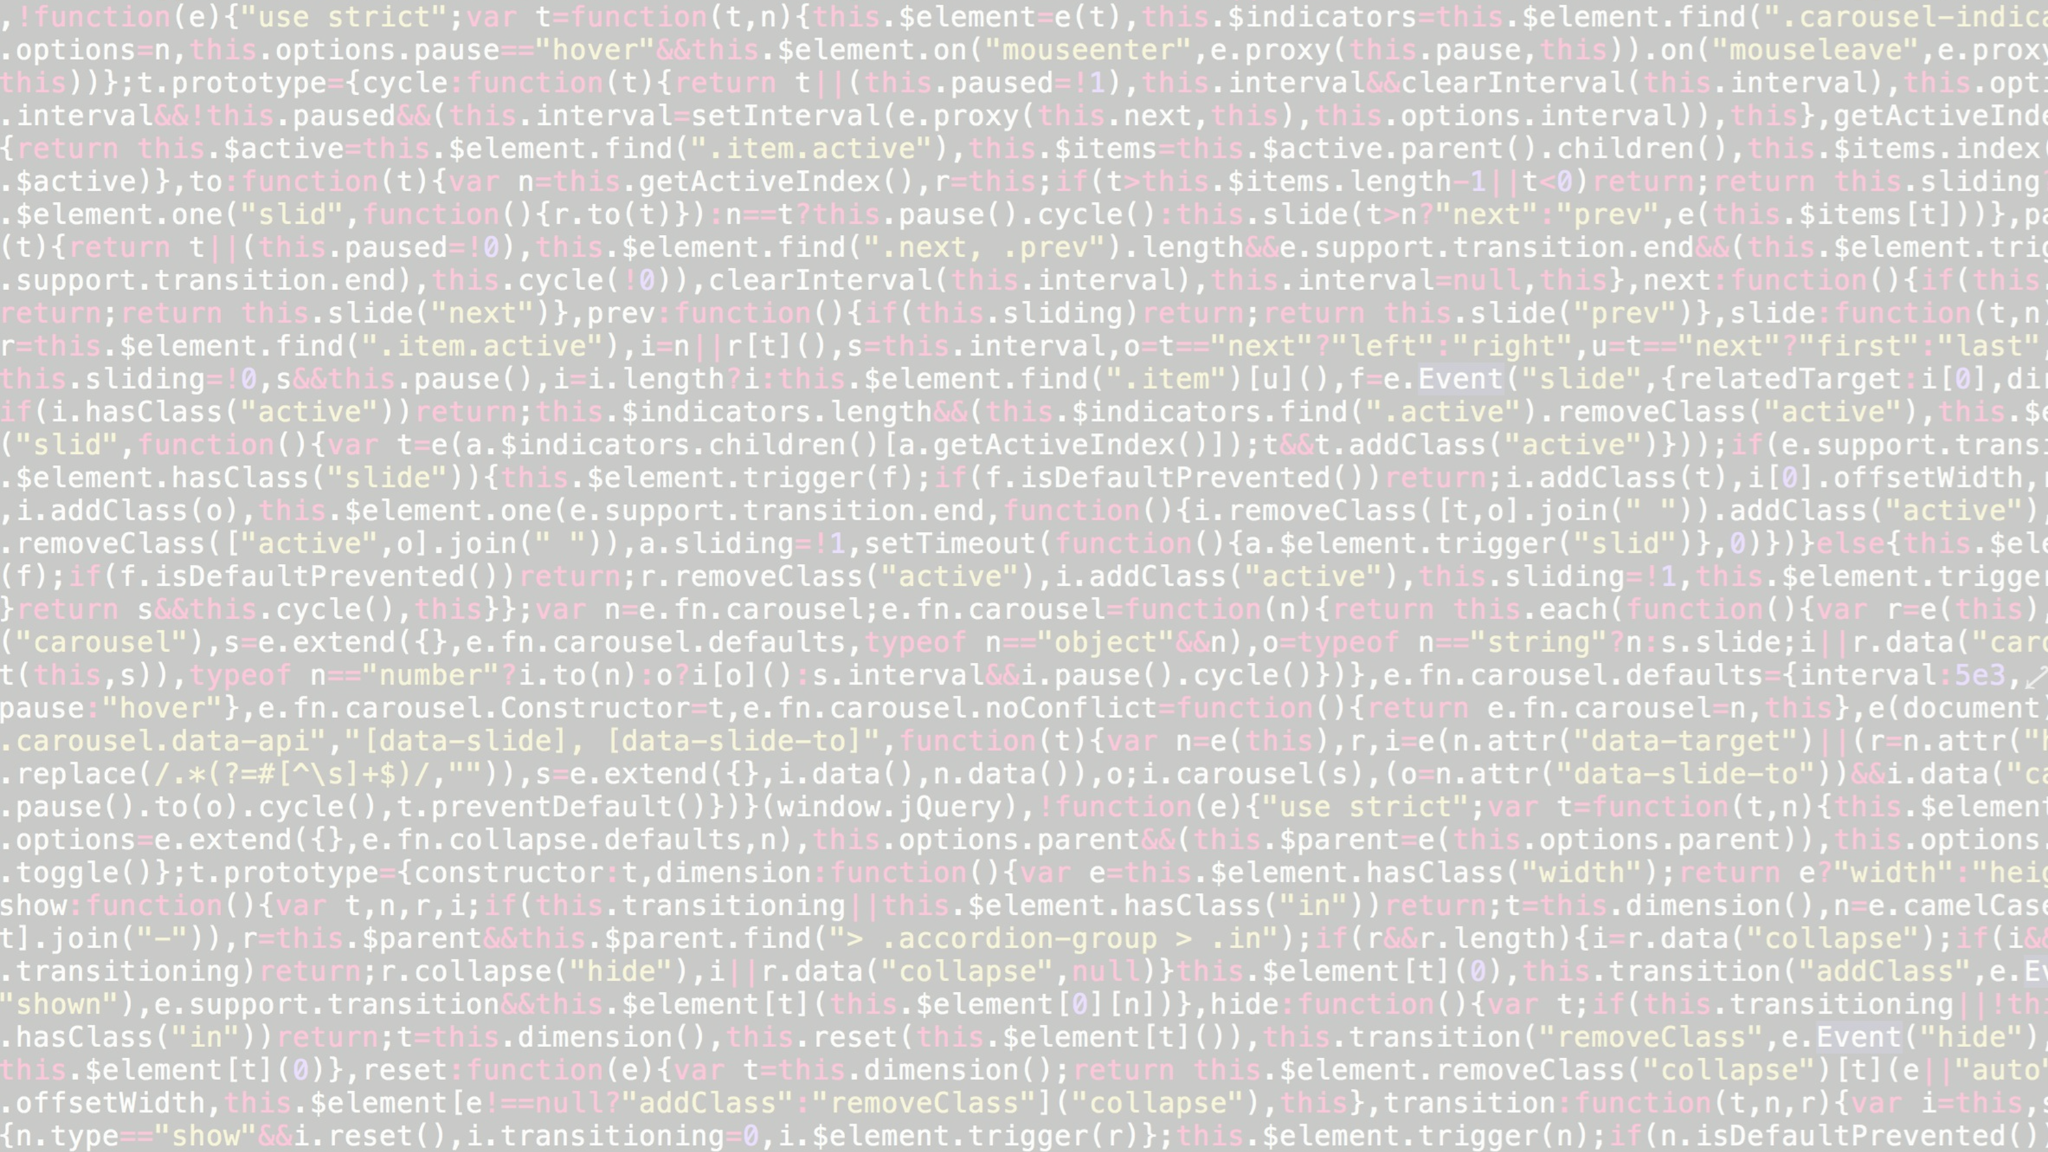 ,!function(e){"use strict";var t=function(t,n){this.$element=e(t),this.$indicators=this.$element.find(".carousel-indica
.options=n,this.options.pause=="hover"&&this.$element.on("mouseenter",e.proxy(this.pause,this)).on("mouseleave",e.proxy
this))};t.prototype={cycle:function(t){return t||(this.paused=!1),this.interval&&clearInterval(this.interval),this.opti
.interval&&!this.paused&&(this.interval=setInterval(e.proxy(this.next,this),this.options.interval)),this},getActiveInde
{return this.$active=this.$element.find(".item.active"),this.$items=this.$active.parent().children(),this.$items.index(
.$active)},to:function(t){var n=this.getActiveIndex(),r=this;if(t>this.$items.length-1||t<0)return;return this.sliding?
.$element.one("slid",function(){r.to(t)}):n==t?this.pause().cycle():this.slide(t>n?"next":"prev",e(this.$items[t]))},pa
(t){return t||(this.paused=!0),this.$element.find(".next, .prev").length&&e.support.transition.end&&(this.$element.trig
.support.transition.end),this.cycle(!0)),clearInterval(this.interval),this.interval=null,this},next:function(){if(this.
return;return this.slide("next")},prev:function(){if(this.sliding)return;return this.slide("prev")},slide:function(t,n)
r=this.$element.find(".item.active"),i=n||r[t](),s=this.interval,o=t=="next"?"left":"right",u=t=="next"?"first":"last",
this.sliding=!0,s&&this.pause(),i=i.length?i:this.$element.find(".item")[u](),f=e.Event("slide",{relatedTarget:i[0],dir
if(i.hasClass("active"))return;this.$indicators.length&&(this.$indicators.find(".active").removeClass("active"),this.$e
("slid",function(){var t=e(a.$indicators.children()[a.getActiveIndex()]);t&&t.addClass("active")}));if(e.support.transi
.$element.hasClass("slide")){this.$element.trigger(f);if(f.isDefaultPrevented())return;i.addClass(t),i[0].offsetWidth,r
,i.addClass(o),this.$element.one(e.support.transition.end,function(){i.removeClass([t,o].join(" ")).addClass("active"),
.removeClass(["active",o].join(" ")),a.sliding=!1,setTimeout(function(){a.$element.trigger("slid")},0)})}else{this.$ele
(f);if(f.isDefaultPrevented())return;r.removeClass("active"),i.addClass("active"),this.sliding=!1,this.$element.trigger
}return s&&this.cycle(),this}};var n=e.fn.carousel;e.fn.carousel=function(n){return this.each(function(){var r=e(this),
("carousel"),s=e.extend({},e.fn.carousel.defaults,typeof n=="object"&&n),o=typeof n=="string"?n:s.slide;i||r.data("caro
t(this,s)),typeof n=="number"?i.to(n):o?i[o]():s.interval&&i.pause().cycle()})},e.fn.carousel.defaults={interval:5e3,
pause:"hover"},e.fn.carousel.Constructor=t,e.fn.carousel.noConflict=function(){return e.fn.carousel=n,this},e(document)
.carousel.data-api","[data-slide], [data-slide-to]",function(t){var n=e(this),r,i=e(n.attr("data-target")||(r=n.attr("h
.replace(/.*(?=#[^\s]+$)/,"")),s=e.extend({},i.data(),n.data()),o;i.carousel(s),(o=n.attr("data-slide-to"))&&i.data("ca
.pause().to(o).cycle(),t.preventDefault()})}(window.jQuery),!function(e){"use strict";var t=function(t,n){this.$element
.options=e.extend({},e.fn.collapse.defaults,n),this.options.parent&&(this.$parent=e(this.options.parent)),this.options.
.toggle()};t.prototype={constructor:t,dimension:function(){var e=this.$element.hasClass("width");return e?"width":"heig
show:function(){var t,n,r,i;if(this.transitioning||this.$element.hasClass("in"))return;t=this.dimension(),n=e.camelCase
t].join("-")),r=this.$parent&&this.$parent.find("> .accordion-group > .in");if(r&&r.length){i=r.data("collapse");if(i&&
.transitioning)return;r.collapse("hide"),i||r.data("collapse",null)}this.$element[t](0),this.transition("addClass",e.Ev
"shown"),e.support.transition&&this.$element[t](this.$element[0][n])},hide:function(){var t;if(this.transitioning||!thi
.hasClass("in"))return;t=this.dimension(),this.reset(this.$element[t]()),this.transition("removeClass",e.Event("hide"),
this.$element[t](0)},reset:function(e){var t=this.dimension();return this.$element.removeClass("collapse")[t](e||"auto"
.offsetWidth,this.$element[e!==null?"addClass":"removeClass"]("collapse"),this},transition:function(t,n,r){var i=this,s
{n.type=="show"&&i.reset(),i.transitioning=0,i.$element.trigger(r)};this.$element.trigger(n);if(n.isDefaultPrevented())